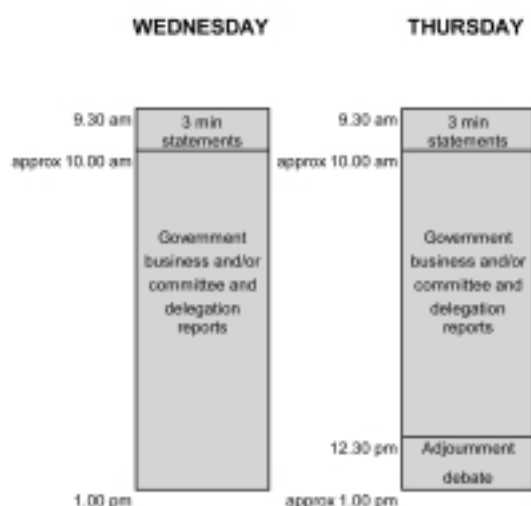 WEDNESDAY
9.30 am
3 min
statements
approx 10.00 am
Government
business and/or
committee and
delegation
reports
1.00 pm
THURSDAY
9.30 am
3 min
statements
approx 10.00 am
Government
business and/or
committee and
delegation
reports
12.30 pm
Adjournment
debate
approx 1.00 pm